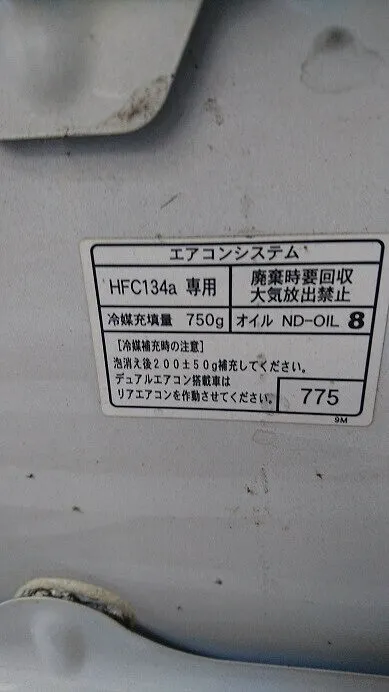 エアコンシステム
HFC134a 専用
廃棄時要回収
大気放出禁止
冷媒充填量 750g
オイル ND-OIL 8
[冷媒補充時の注意]
泡消え後200±50g補充してください。
デュアルエアコン搭載車は
リアエアコンを作動させてください。
775
9M